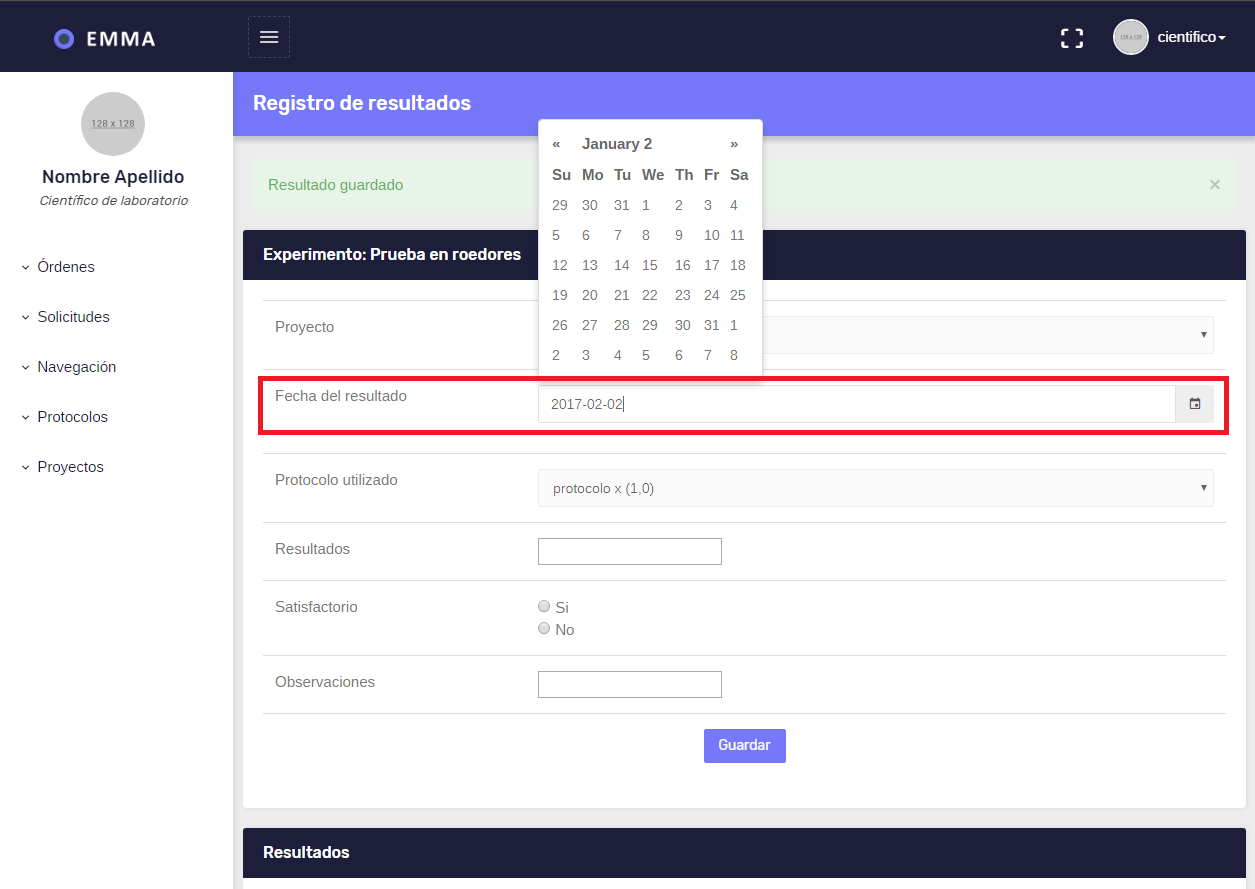 EMMA
128 x 128
cientifico
128 x 128
Nombre Apellido
Científico de laboratorio
Órdenes
Solicitudes
Navegación
Protocolos
Proyectos
Registro de resultados
Resultado guardado ×
« January 2 »
Su Mo Tu We Th Fr Sa
29 30 31 1 2 3 4
5 6 7 8 9 10 11
12 13 14 15 16 17 18
19 20 21 22 23 24 25
26 27 28 29 30 31 1
2 3 4 5 6 7 8
Experimento: Prueba en roedores
Proyecto
Fecha del resultado 2017-02-02
Protocolo utilizado protocolo x (1,0)
Resultados
Satisfactorio Si
No
Observaciones
Guardar
Resultados